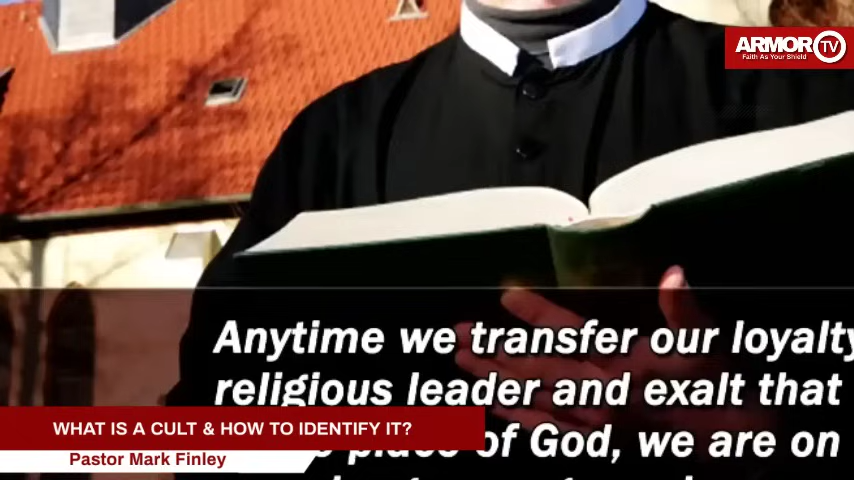 ARMOR TV
Faith As Your Shield
Anytime we transfer our loyalty
religious leader and exalt that
place of God, we are on
WHAT IS A CULT & HOW TO IDENTIFY IT?
Pastor Mark Finley